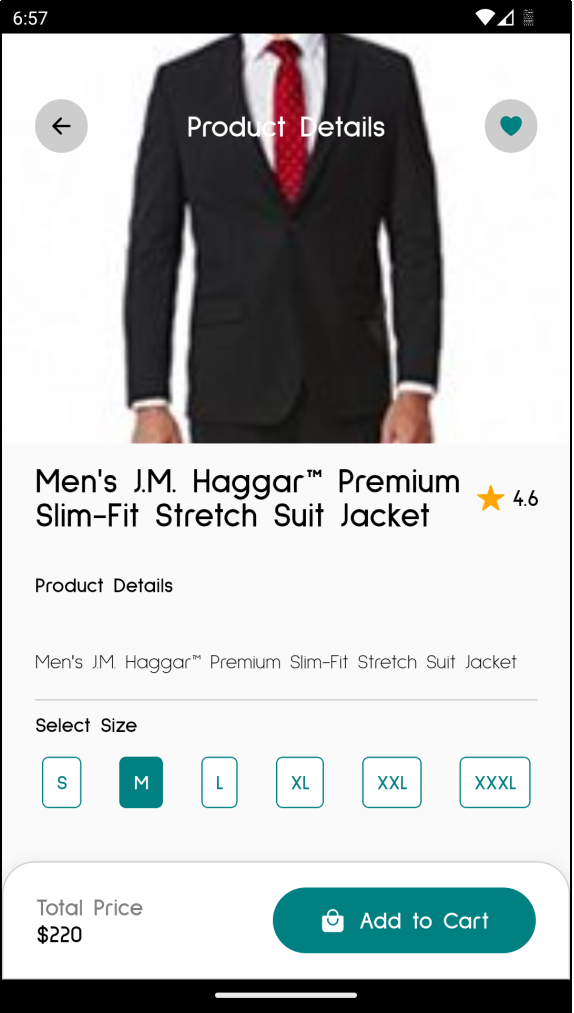 6:57
Product Details
Men's J.M. Haggar™ Premium
Slim-Fit Stretch Suit Jacket
4.6
Product Details
Men's J.M. Haggar™ Premium Slim-Fit Stretch Suit Jacket
Select Size
S M L XL XXL XXXL
Total Price
$220
Add to Cart